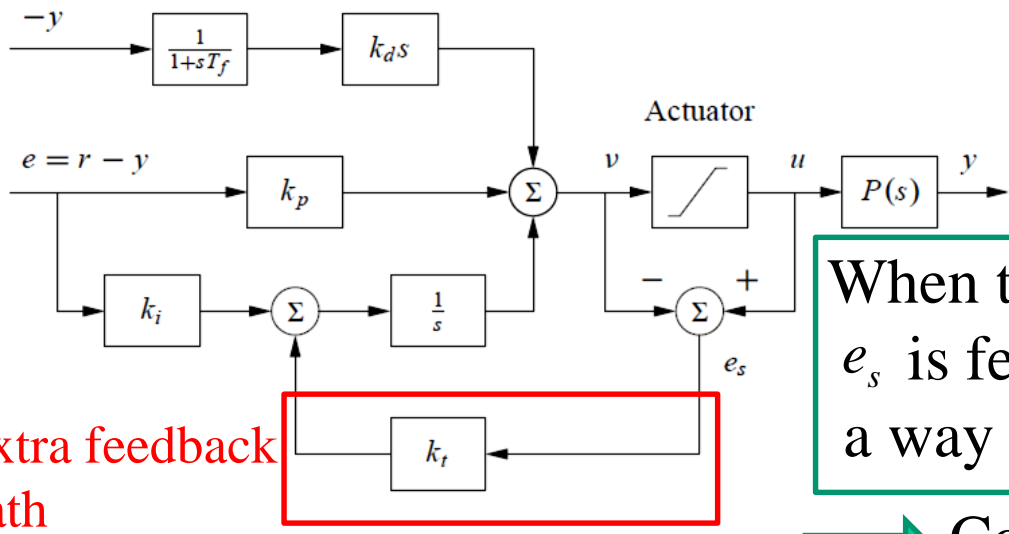 −y
1
1+sT_f
k_d s
Actuator
e = r − y
k_p
Σ
v
u
P(s)
y
k_i
Σ
1
s
−
+
Σ
e_s
k_t
xtra feedback
ath
When t
e_s is fe
a way